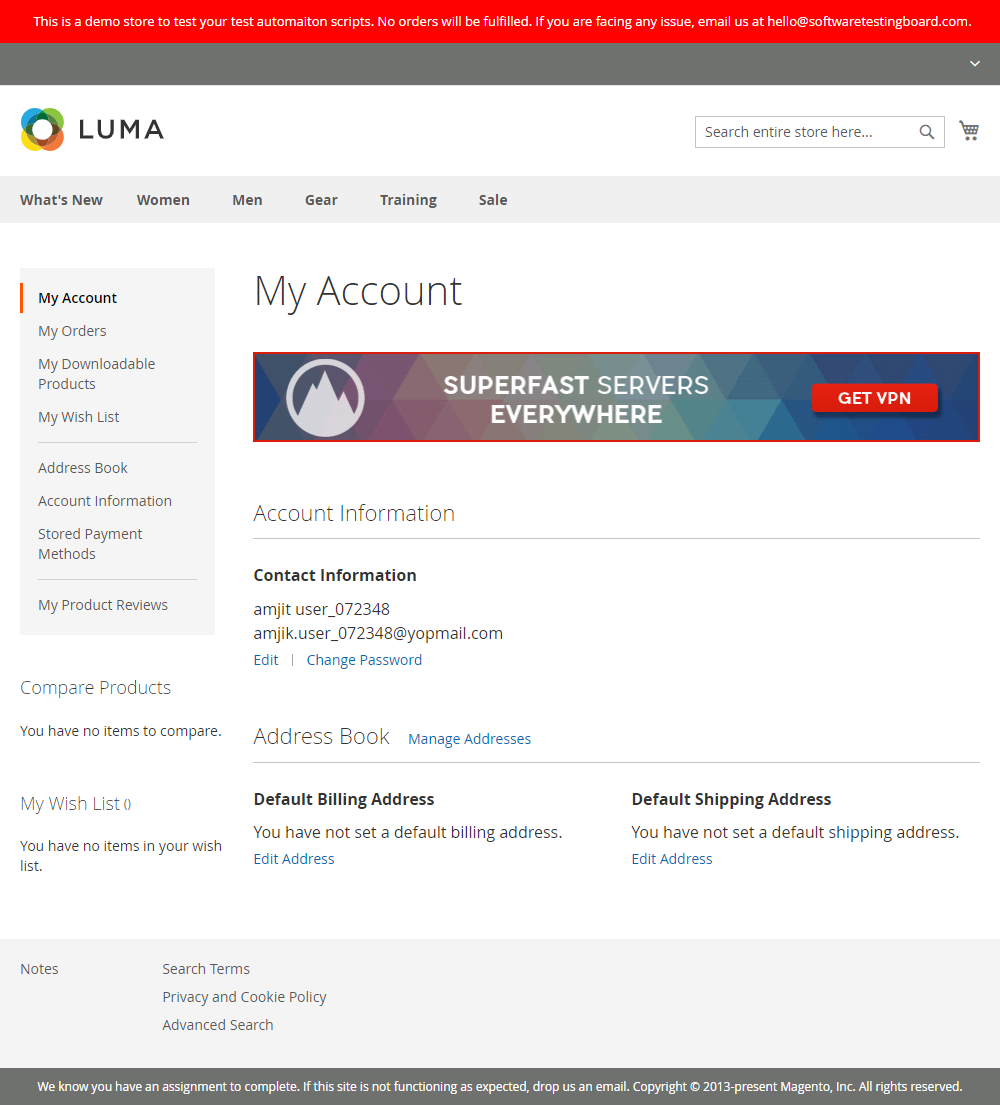 This is a demo store to test your test automaiton scripts. No orders will be fulfilled. If you are facing any issue, email us at hello@softwaretestingboard.com.
LUMA
Search entire store here...
What's New Women Men Gear Training Sale
My Account
My Orders
My Downloadable
Products
My Wish List
Address Book
Account Information
Stored Payment
Methods
My Product Reviews
Compare Products
You have no items to compare.
My Wish List ()
You have no items in your wish
list.
My Account
SUPERFAST SERVERS
EVERYWHERE
GET VPN
Account Information
Contact Information
amjit user_072348
amjik.user_072348@yopmail.com
Edit | Change Password
Address Book Manage Addresses
Default Billing Address
You have not set a default billing address.
Edit Address
Default Shipping Address
You have not set a default shipping address.
Edit Address
Notes
Search Terms
Privacy and Cookie Policy
Advanced Search
We know you have an assignment to complete. If this site is not functioning as expected, drop us an email. Copyright © 2013-present Magento, Inc. All rights reserved.